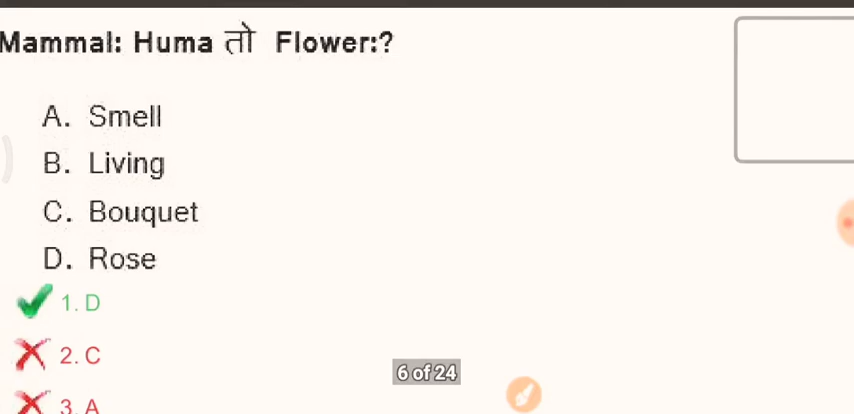 Mammal: Huma तो Flower:?
A. Smell
B. Living
C. Bouquet
D. Rose
1. D
2. C
6 of 24
3. A